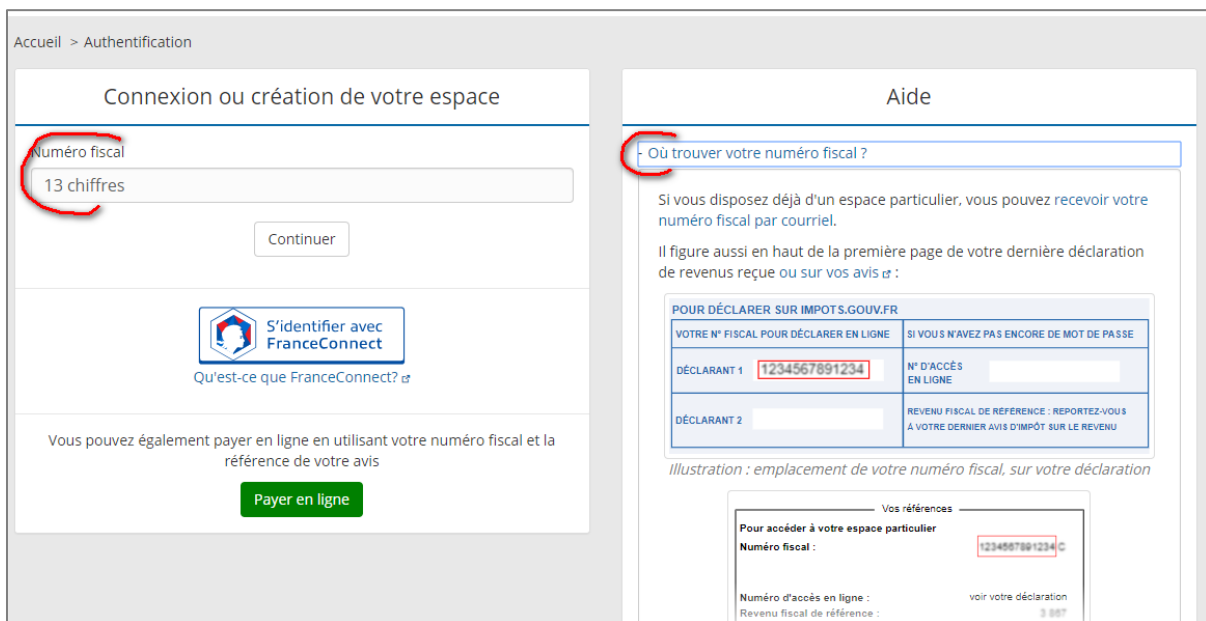 Accueil > Authentification
Connexion ou création de votre espace
Numéro fiscal
13 chiffres
Continuer
S'identifier avec
FranceConnect
Qu'est-ce que FranceConnect?
Vous pouvez également payer en ligne en utilisant votre numéro fiscal et la
référence de votre avis
Payer en ligne
Aide
- Où trouver votre numéro fiscal ?
Si vous disposez déjà d'un espace particulier, vous pouvez recevoir votre
numéro fiscal par courriel.
Il figure aussi en haut de la première page de votre dernière déclaration
de revenus reçue ou sur vos avis :
POUR DÉCLARER SUR IMPOTS.GOUV.FR
VOTRE N° FISCAL POUR DÉCLARER EN LIGNE
SI VOUS N'AVEZ PAS ENCORE DE MOT DE PASSE
DÉCLARANT 1
1234567891234
N° D'ACCÈS
EN LIGNE
DÉCLARANT 2
REVENU FISCAL DE RÉFÉRENCE : REPORTEZ-VOUS
À VOTRE DERNIER AVIS D'IMPÔT SUR LE REVENU
Illustration : emplacement de votre numéro fiscal, sur votre déclaration
Vos références
Pour accéder à votre espace particulier
Numéro fiscal :
1234567891234 C
Numéro d'accès en ligne :
voir votre déclaration
Revenu fiscal de référence :
3 867